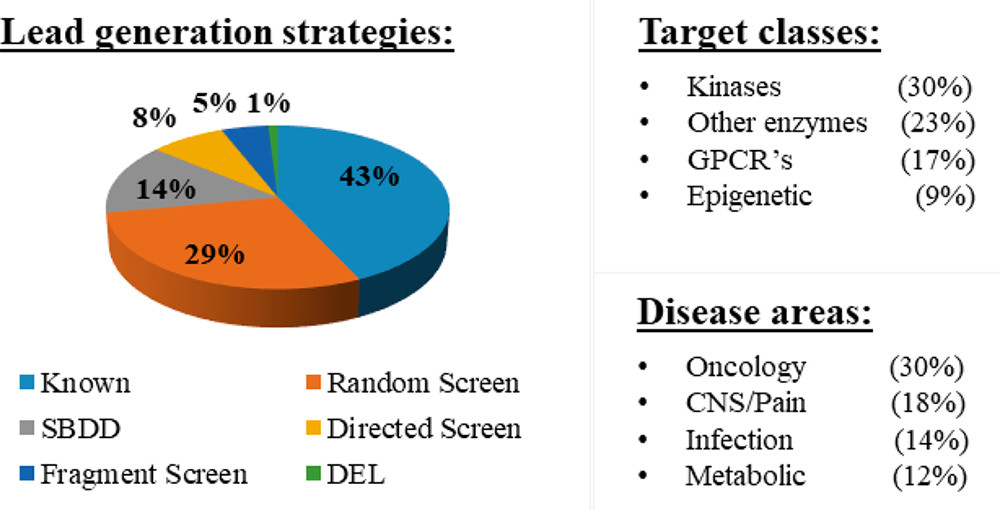 Lead generation strategies:
5% 1%
8%
43%
14%
29%
Known
Random Screen
SBDD
Directed Screen
Fragment Screen
DEL
Target classes:
• Kinases (30%)
• Other enzymes (23%)
• GPCR’s (17%)
• Epigenetic (9%)
Disease areas:
• Oncology (30%)
• CNS/Pain (18%)
• Infection (14%)
• Metabolic (12%)